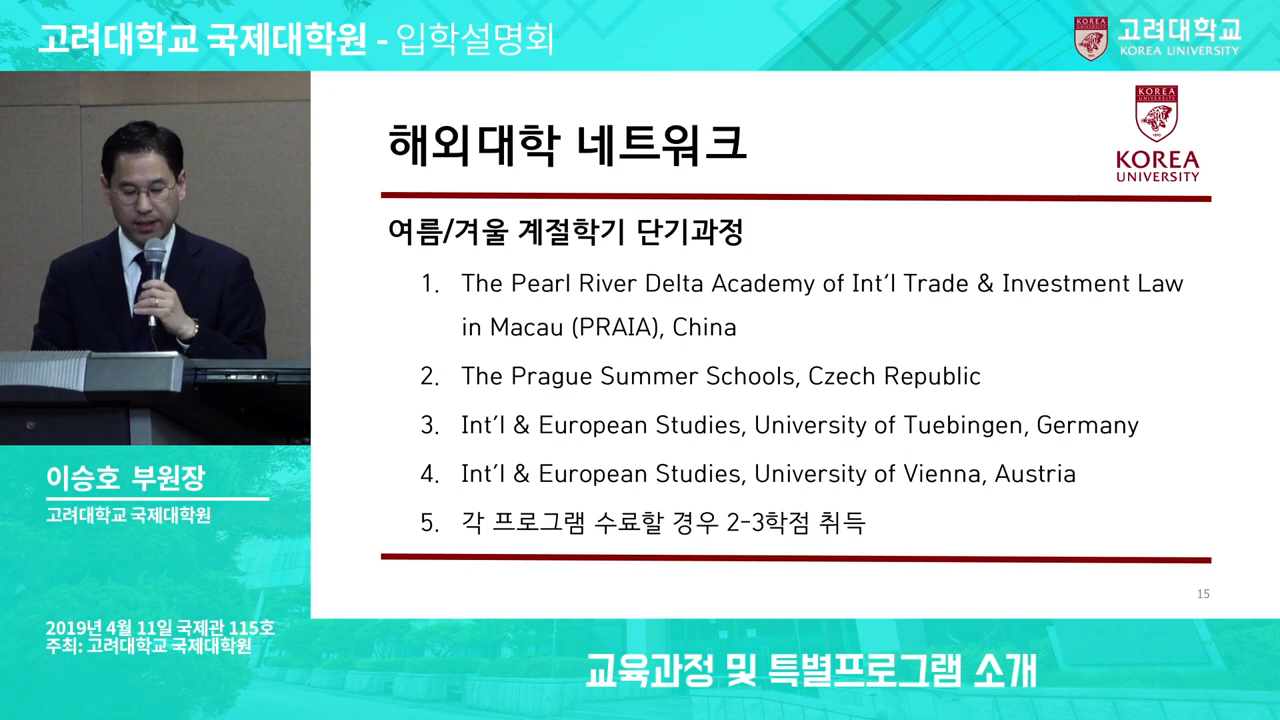 고려대학교 국제대학원 - 입학설명회
KOREA
고려대학교
KOREA UNIVERSITY
KOREA
UNIVERSITY
KOREA
UNIVERSITY
해외대학 네트워크
여름/겨울 계절학기 단기과정
1. The Pearl River Delta Academy of Int'l Trade & Investment Law
in Macau (PRAIA), China
2. The Prague Summer Schools, Czech Republic
3. Int'l & European Studies, University of Tuebingen, Germany
4. Int'l & European Studies, University of Vienna, Austria
5. 각 프로그램 수료할 경우 2-3학점 취득
15
이승호 부원장
고려대학교 국제대학원
2019년 4월 11일 국제관 115호
주최: 고려대학교 국제대학원
교육과정 및 특별프로그램 소개